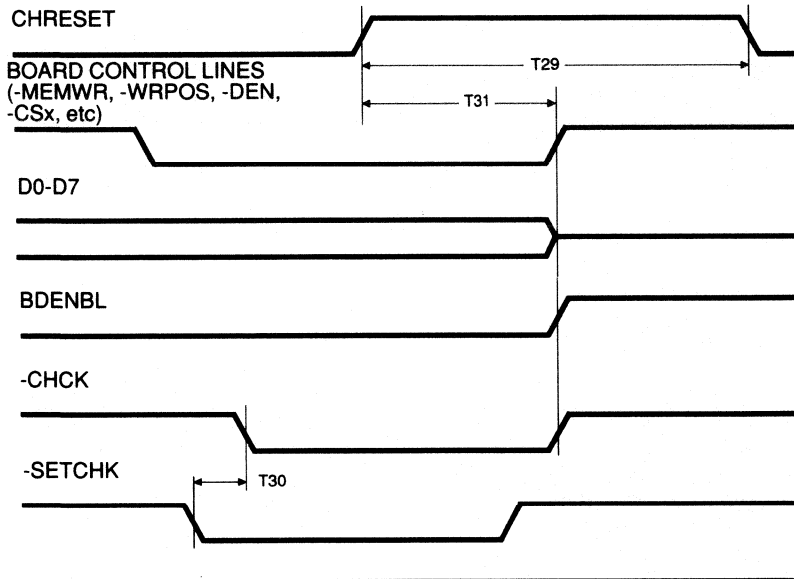 CHRESET
T29
BOARD CONTROL LINES
(-MEMWR, -WRPOS, -DEN,
-CSx, etc)
T31
D0-D7
BDENBL
-CHCK
-SETCHK
T30